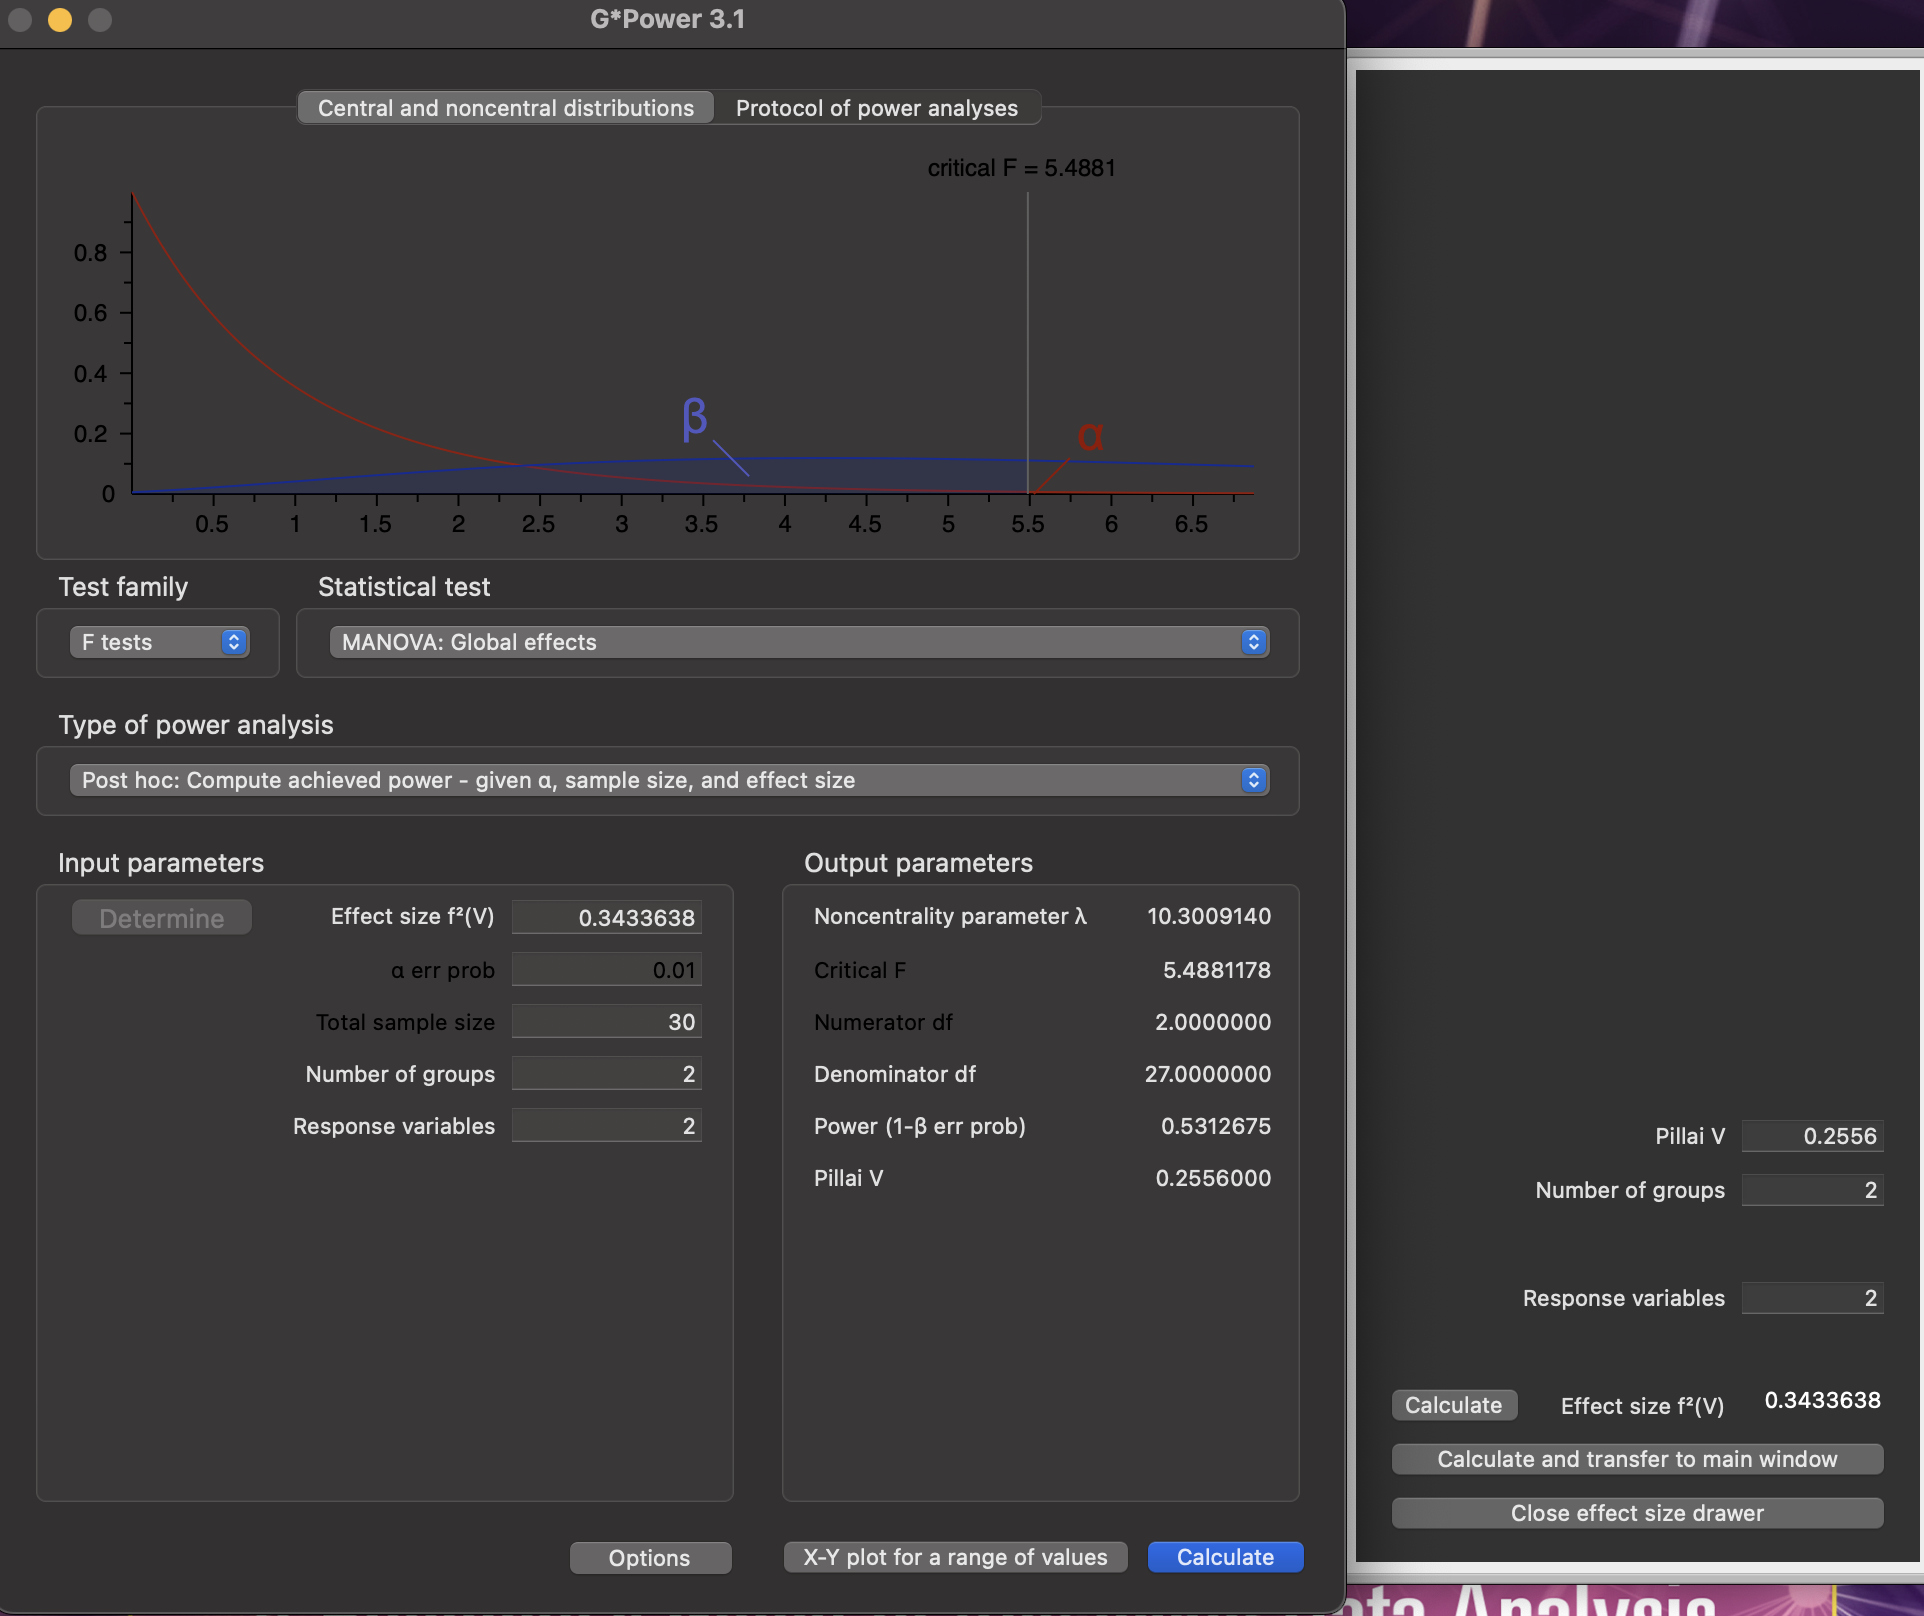 G*Power 3.1
Central and noncentral distributions
Protocol of power analyses
critical F = 5.4881
0.8
0.6
0.4
0.2
0
β
α
0.5 1 1.5 2 2.5 3 3.5 4 4.5 5 5.5 6 6.5
Test family
Statistical test
F tests
MANOVA: Global effects
Type of power analysis
Post hoc: Compute achieved power - given α, sample size, and effect size
Input parameters
Determine
Effect size f²(V) 0.3433638
α err prob 0.01
Total sample size 30
Number of groups 2
Response variables 2
Output parameters
Noncentrality parameter λ 10.3009140
Critical F 5.4881178
Numerator df 2.0000000
Denominator df 27.0000000
Power (1-β err prob) 0.5312675
Pillai V 0.2556000
Options
X-Y plot for a range of values
Calculate
Pillai V 0.2556
Number of groups 2
Response variables 2
Calculate
Effect size f²(V) 0.3433638
Calculate and transfer to main window
Close effect size drawer
Analysis